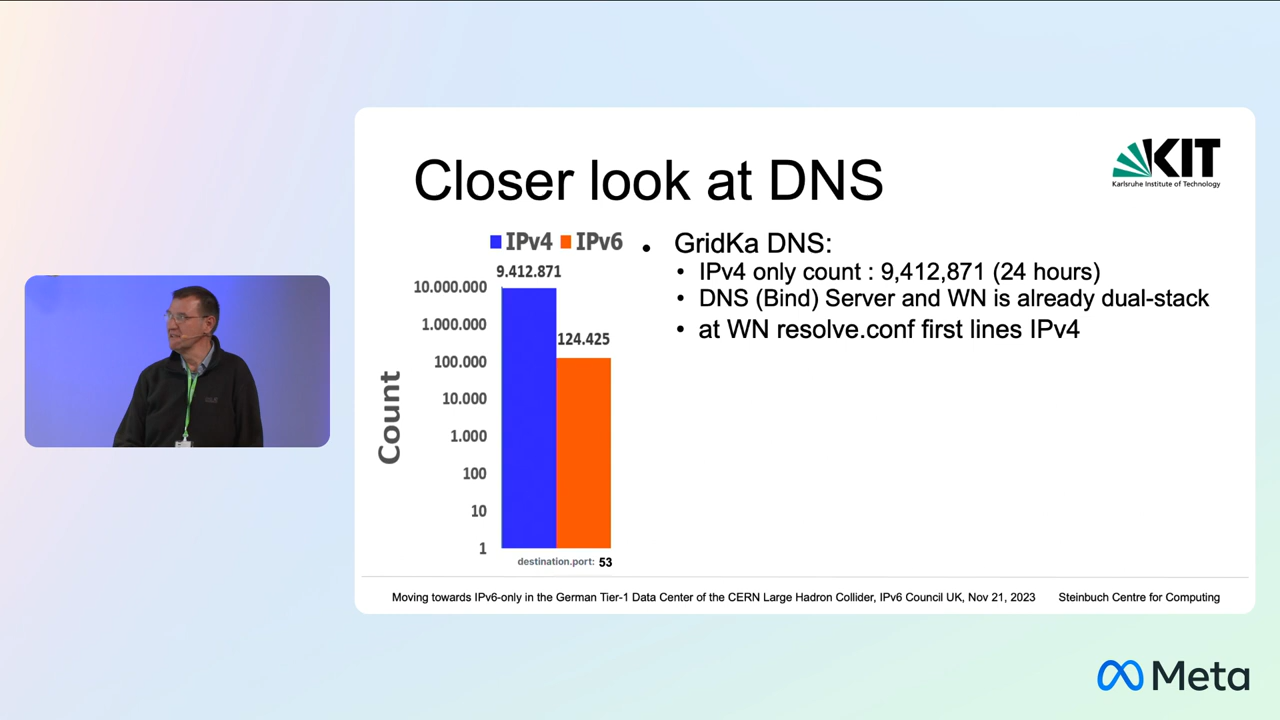 Closer look at DNS
KIT
Karlsruhe Institute of Technology
IPv4 IPv6
9.412.871
10.000.000
1.000.000
124.425
100.000
10.000
1.000
100
10
1
Count
destination.port: 53
• GridKa DNS:
• IPv4 only count : 9,412,871 (24 hours)
• DNS (Bind) Server and WN is already dual-stack
• at WN resolve.conf first lines IPv4
Moving towards IPv6-only in the German Tier-1 Data Center of the CERN Large Hadron Collider, IPv6 Council UK, Nov 21, 2023
Steinbuch Centre for Computing
Meta